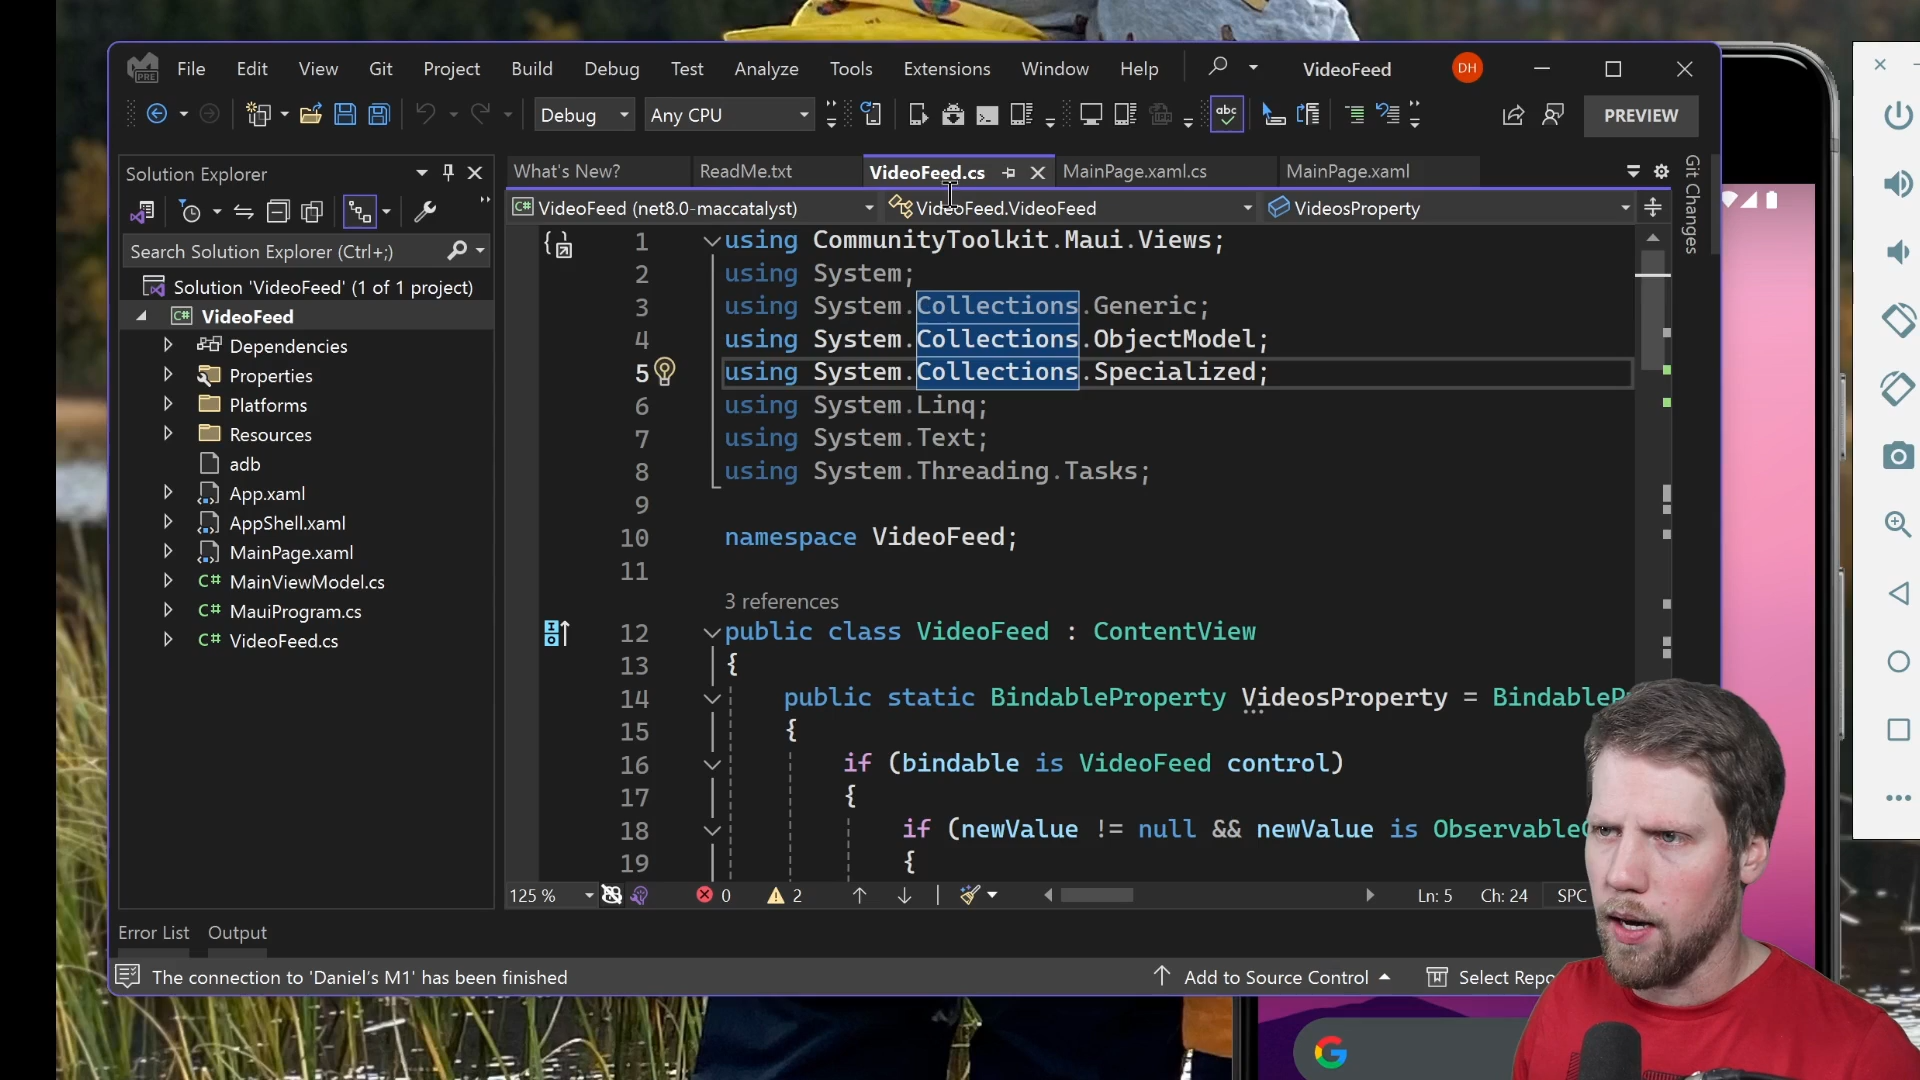 File Edit View Git Project Build Debug Test Analyze Tools Extensions Window Help VideoFeed DH
PRE
Debug Any CPU abc PREVIEW
Solution Explorer
Search Solution Explorer (Ctrl+;)
Solution 'VideoFeed' (1 of 1 project)
C# VideoFeed
Dependencies
Properties
Platforms
Resources
adb
App.xaml
AppShell.xaml
MainPage.xaml
C# MainViewModel.cs
C# MauiProgram.cs
C# VideoFeed.cs
What's New? ReadMe.txt VideoFeed.cs MainPage.xaml.cs MainPage.xaml
C# VideoFeed (net8.0-maccatalyst) VideoFeed.VideoFeed VideosProperty
Git Changes
1 using CommunityToolkit.Maui.Views;
2 using System;
3 using System.Collections.Generic;
4 using System.Collections.ObjectModel;
5 using System.Collections.Specialized;
6 using System.Linq;
7 using System.Text;
8 using System.Threading.Tasks;
9
10 namespace VideoFeed;
11
3 references
12 public class VideoFeed : ContentView
13 {
14 public static BindableProperty VideosProperty = BindableP
15 {
16 if (bindable is VideoFeed control)
17 {
18 if (newValue != null && newValue is Observable
19 {
125 % 0 2 Ln: 5 Ch: 24 SPC
Error List Output
The connection to 'Daniel's M1' has been finished Add to Source Control Select Repo
G